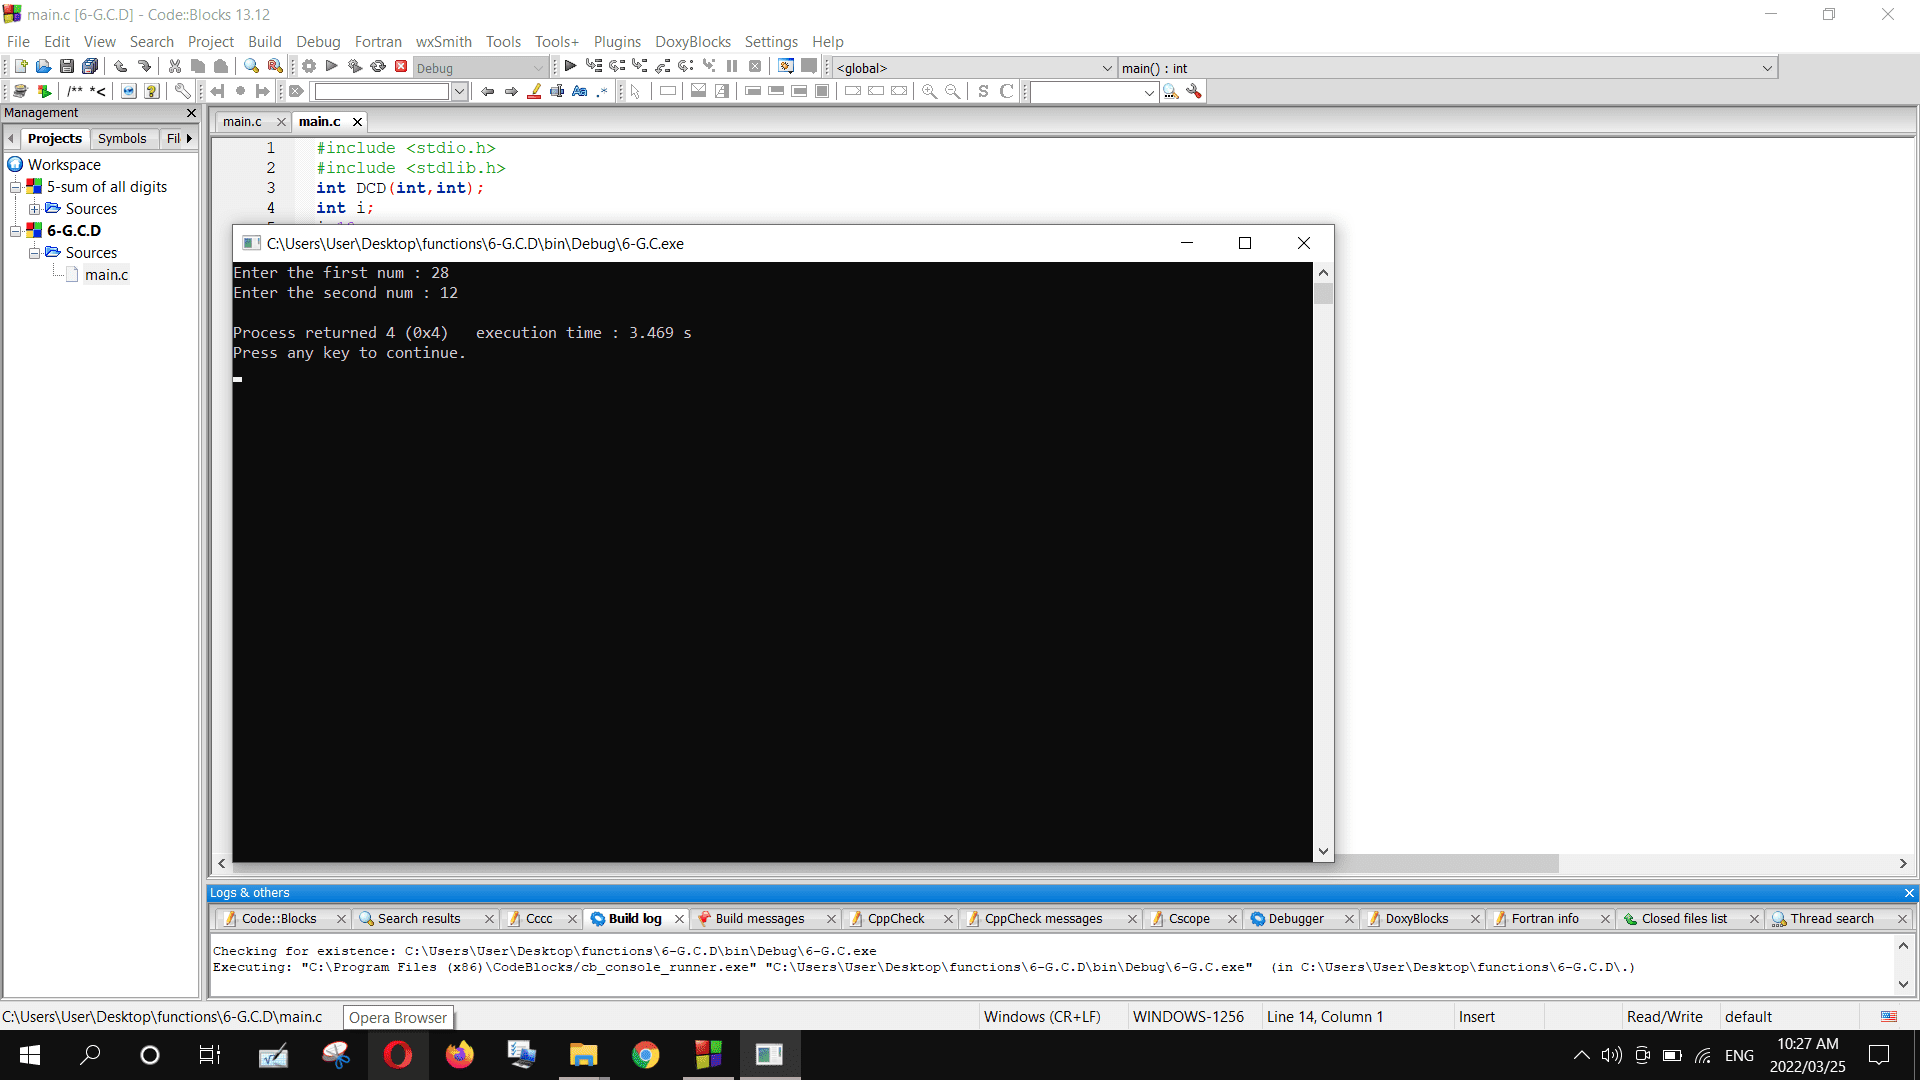 main.c [6-G.C.D] - Code::Blocks 13.12
File Edit View Search Project Build Debug Fortran wxSmith Tools Tools+ Plugins DoxyBlocks Settings Help
Debug
<global>
main() : int
/** *<
S C
Management
Projects Symbols Fil
Workspace
5-sum of all digits
Sources
6-G.C.D
Sources
main.c
main.c main.c
1 #include <stdio.h>
2 #include <stdlib.h>
3 int DCD(int,int);
4 int i;
C:\Users\User\Desktop\functions\6-G.C.D\bin\Debug\6-G.C.exe
Enter the first num : 28
Enter the second num : 12
Process returned 4 (0x4)   execution time : 3.469 s
Press any key to continue.
Logs & others
Code::Blocks Search results Cccc Build log Build messages CppCheck CppCheck messages Cscope Debugger DoxyBlocks Fortran info Closed files list Thread search
Checking for existence: C:\Users\User\Desktop\functions\6-G.C.D\bin\Debug\6-G.C.exe
Executing: "C:\Program Files (x86)\CodeBlocks/cb_console_runner.exe" "C:\Users\User\Desktop\functions\6-G.C.D\bin\Debug\6-G.C.exe"  (in C:\Users\User\Desktop\functions\6-G.C.D\.)
C:\Users\User\Desktop\functions\6-G.C.D\main.c
Opera Browser
Windows (CR+LF) WINDOWS-1256 Line 14, Column 1 Insert Read/Write default
ENG
10:27 AM
2022/03/25